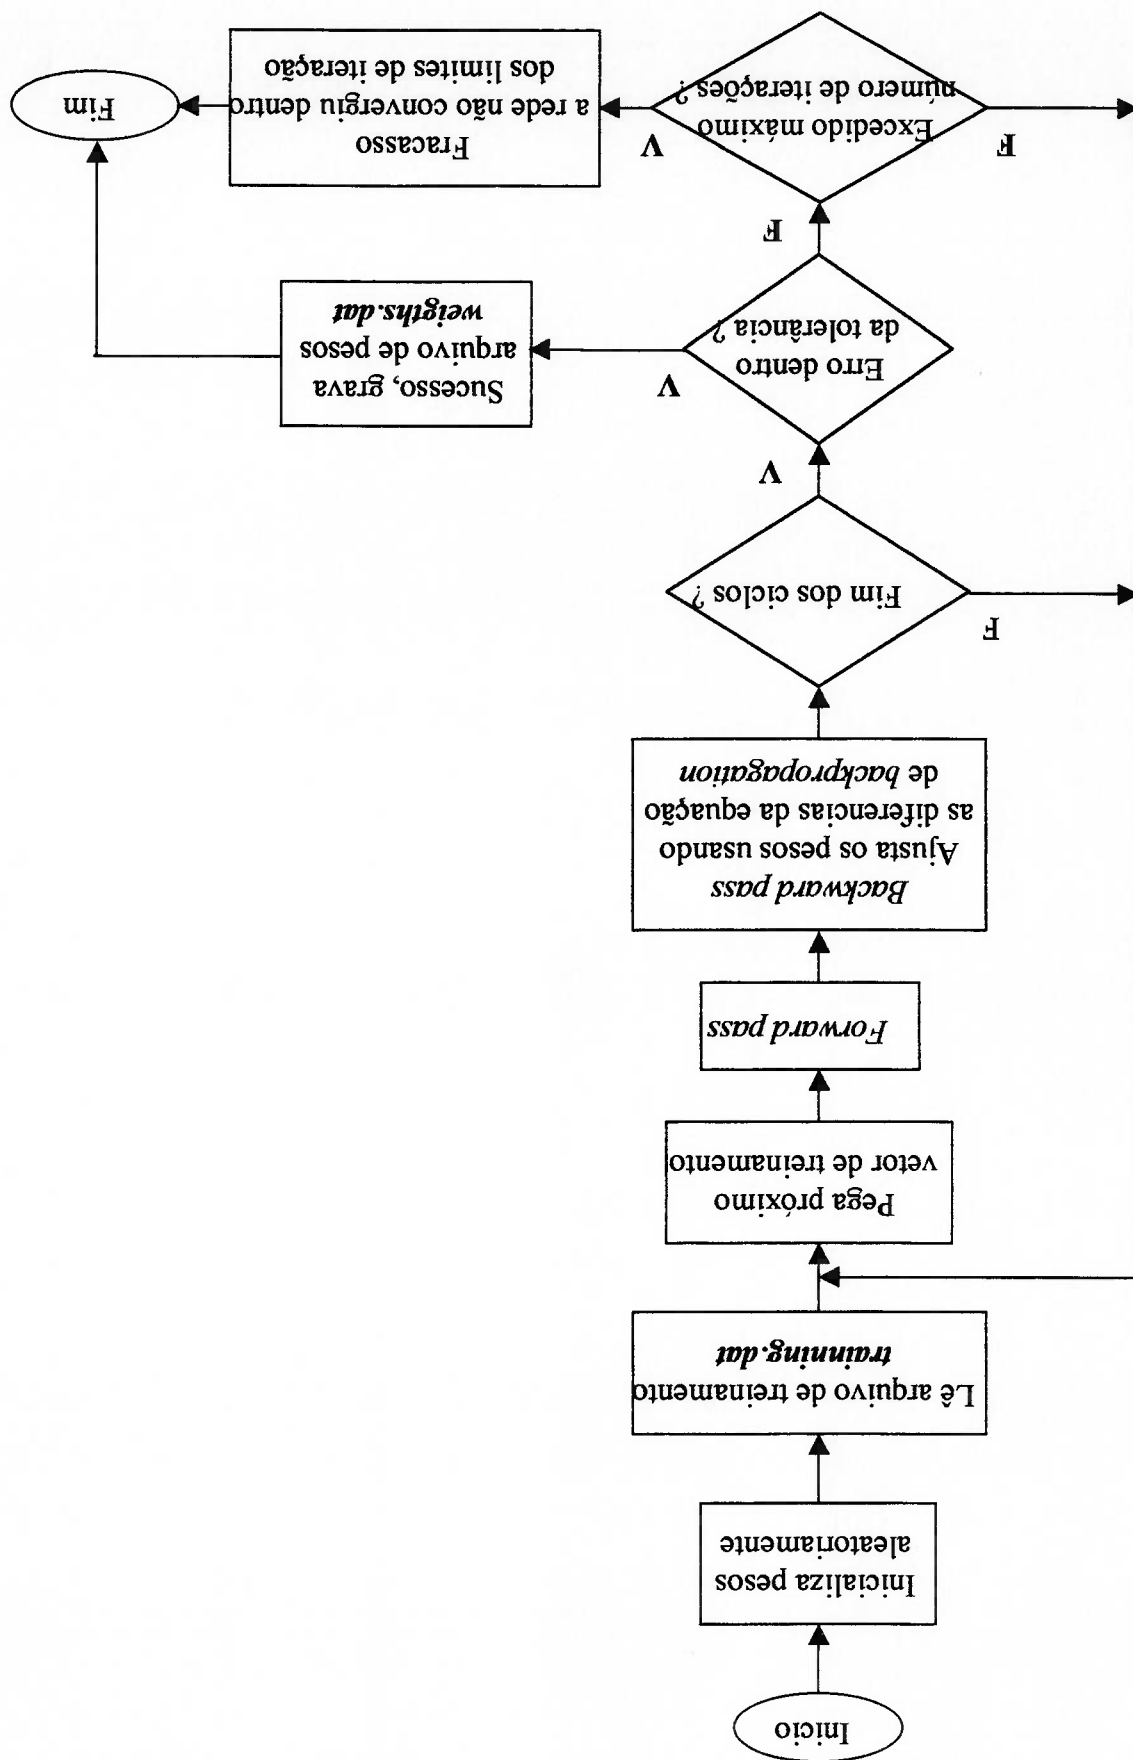 Inicio
Inicializa pesos
aleatoriamente
Lê arquivo de treinamento
trainning.dat
Pega próximo
vetor de treinamento
Forward pass
Backward pass
Ajusta os pesos usando
as diferencias da equação
de backpropagation
Fim dos ciclos ?
F
V
Erro dentro
da tolerância ?
V
Sucesso, grava
arquivo de pesos
weigths.dat
F
Excedido máximo
número de iterações ?
F
V
Fracasso
a rede não convergiu dentro
dos limites de iteração
Fim